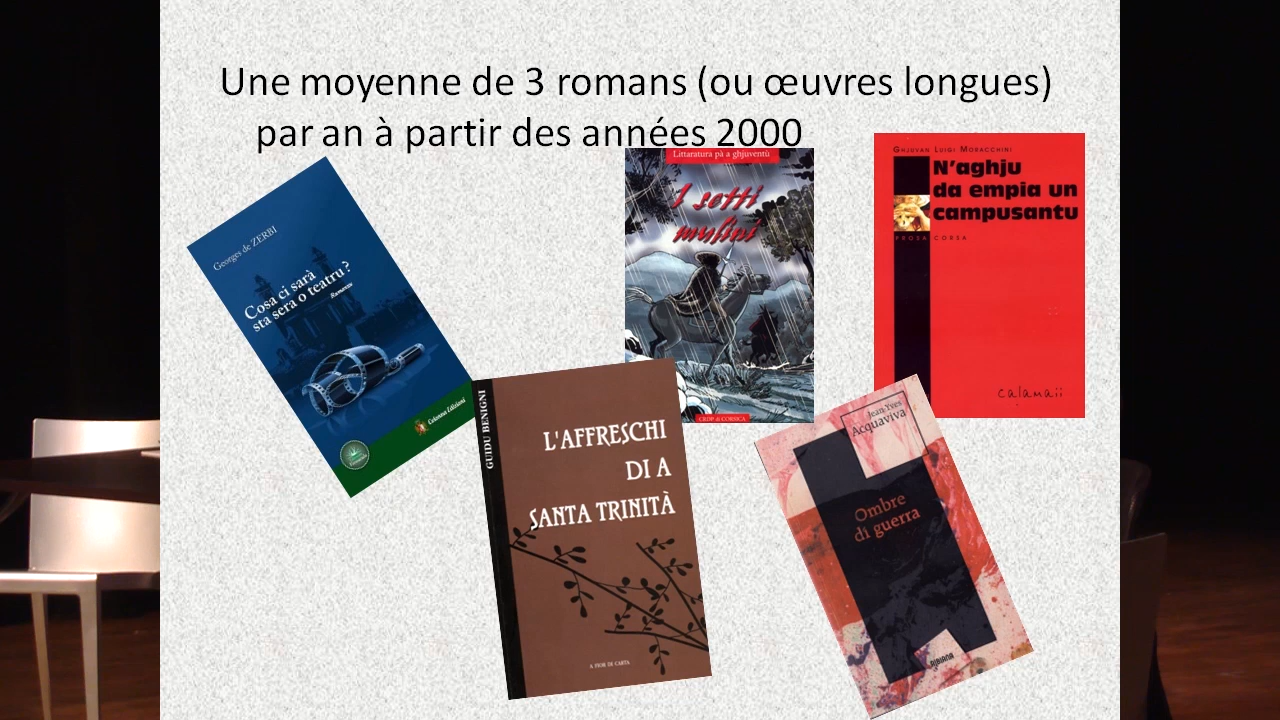 Une moyenne de 3 romans (ou œuvres longues)
par an à partir des années 2000
Georges de ZERBI
Cosa ci sarà
sta sera o teatru?
Rumanzu
Colonna Edizioni
Littaratura pà a ghjuventù
I setti
mulini
CRDP di CORSICA
GHJUVAN LUIGI MORACCHINI
N'aghju
da empia un
campusantu
PROSA CORSA
calamaii
GUIDU BENIGNI
L'AFFRESCHI
DI A
SANTA TRINITÀ
A FIOR DI CARTA
Jean-Yves
Acquaviva
Ombre
di guerra
ALBIANA